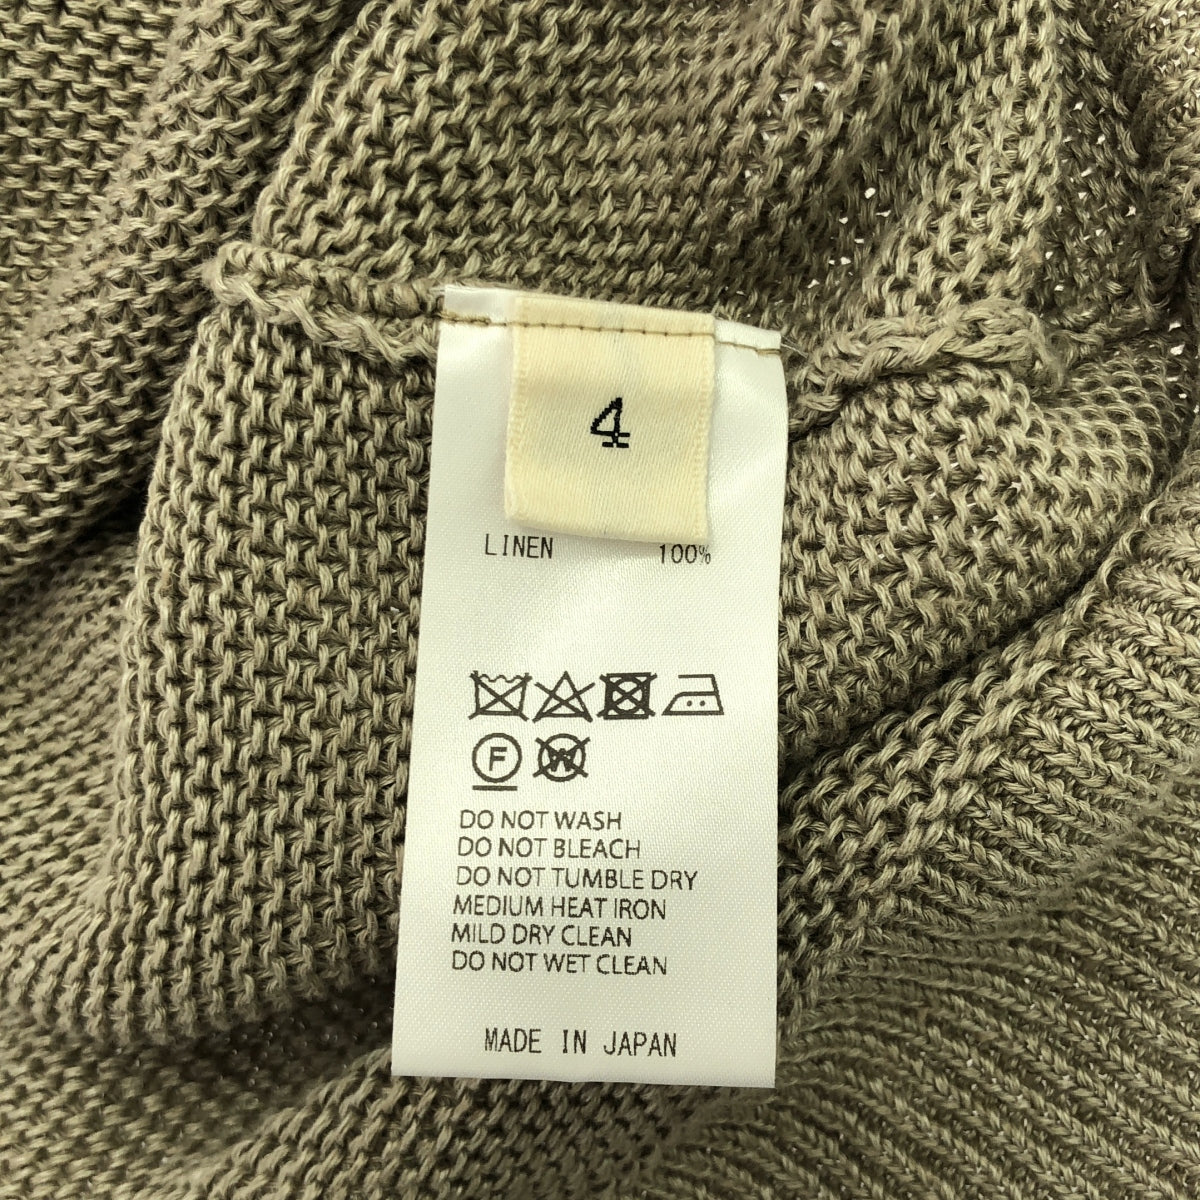 4
LINEN 100%
F W
DO NOT WASH
DO NOT BLEACH
DO NOT TUMBLE DRY
MEDIUM HEAT IRON
MILD DRY CLEAN
DO NOT WET CLEAN
MADE IN JAPAN